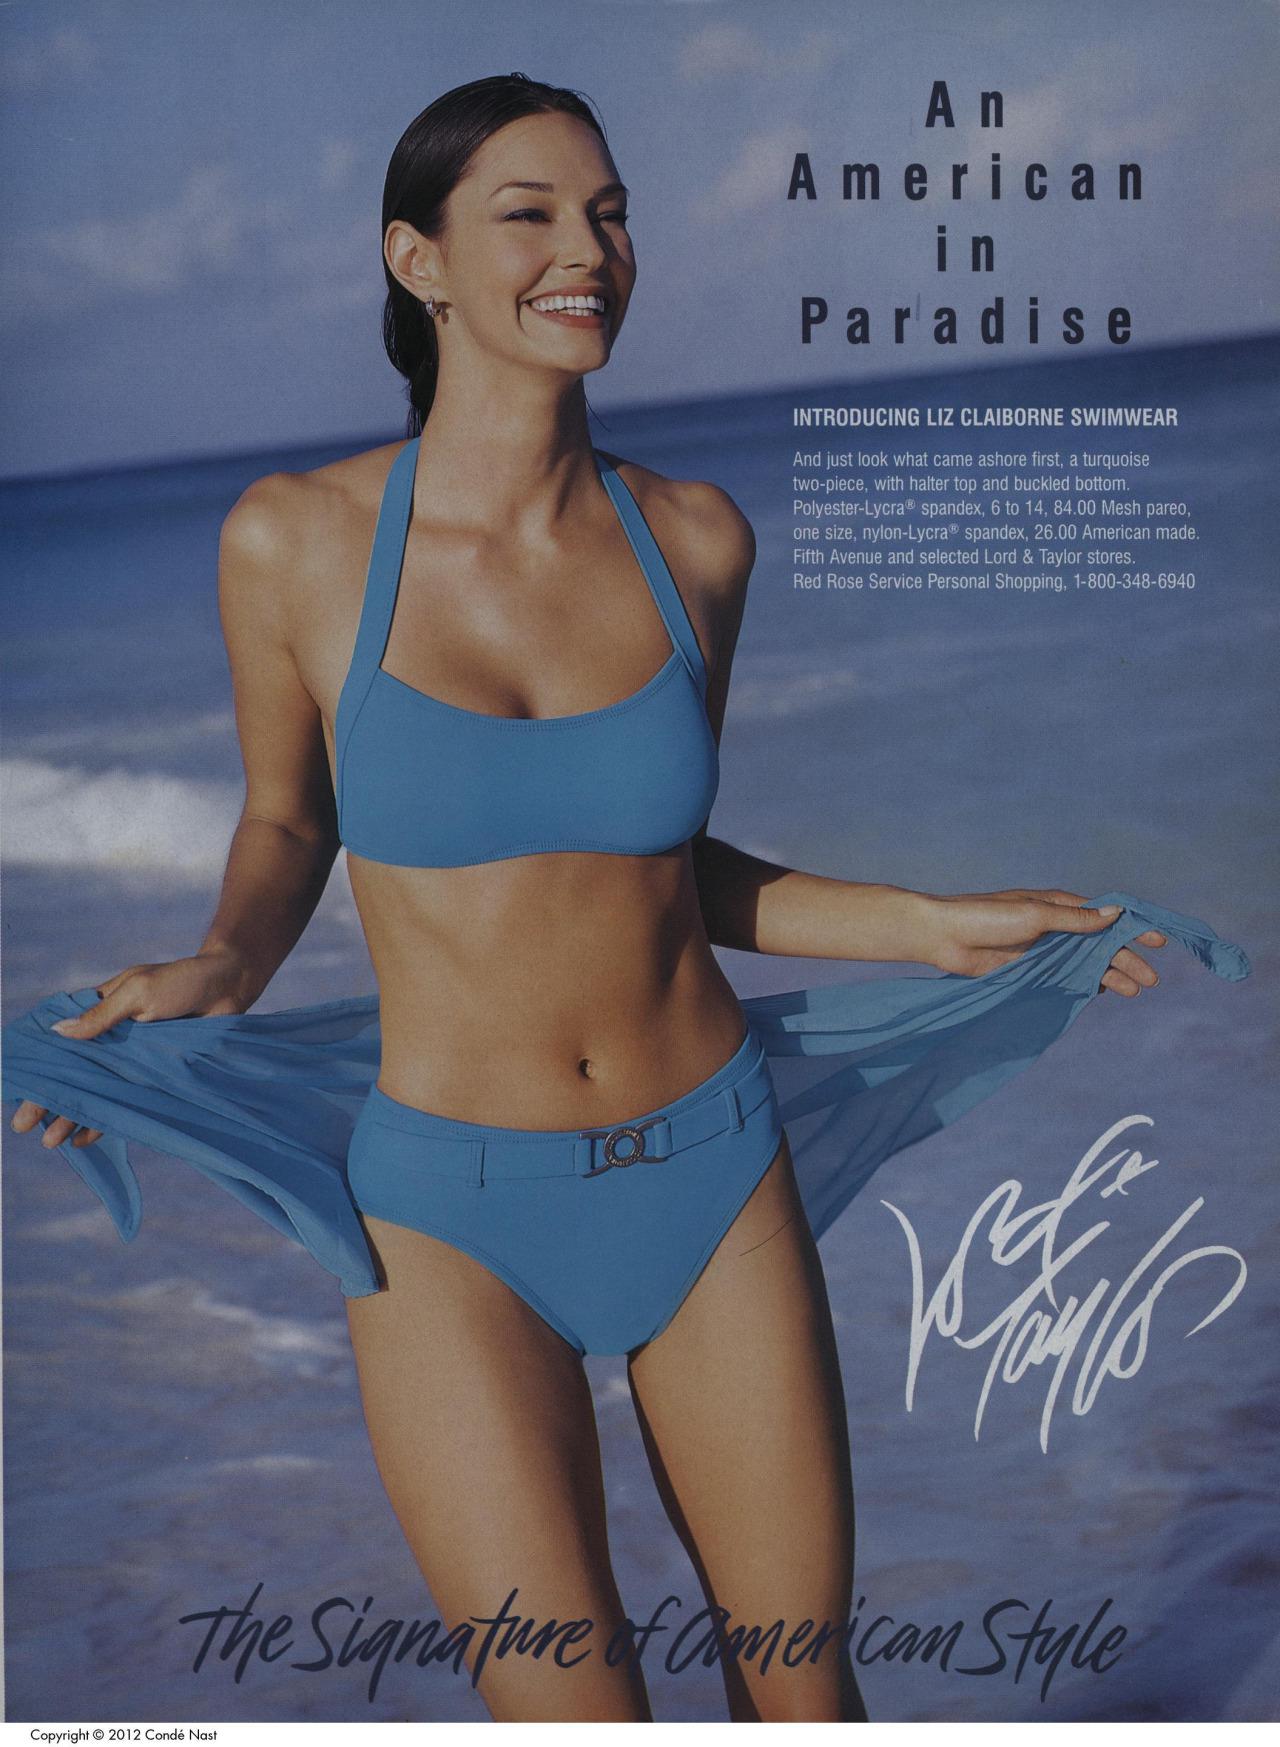 An
American
in
Paradise
INTRODUCING LIZ CLAIBORNE SWIMWEAR
And just look what came ashore first, a turquoise
two-piece, with halter top and buckled bottom.
Polyester-Lycra® spandex, 6 to 14, 84.00 Mesh pareo,
one size, nylon-Lycra® spandex, 26.00 American made.
Fifth Avenue and selected Lord & Taylor stores.
Red Rose Service Personal Shopping, 1-800-348-6940
Lord &
Taylor
The Signature of American Style
Copyright © 2012 Condé Nast